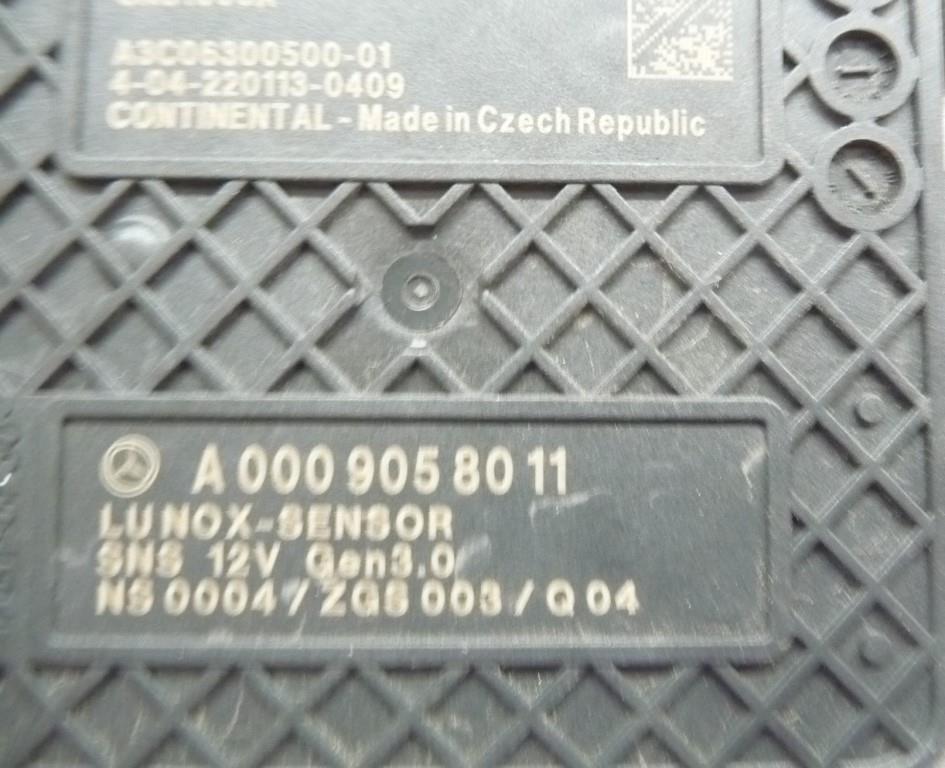 A3C06300500-01
4-04-220113-0409
CONTINENTAL - Made in Czech Republic
A 000 905 80 11
LUNOX-SENSOR
SNS 12V Gen3.0
NS 0004 / ZGS 003 / Q 04